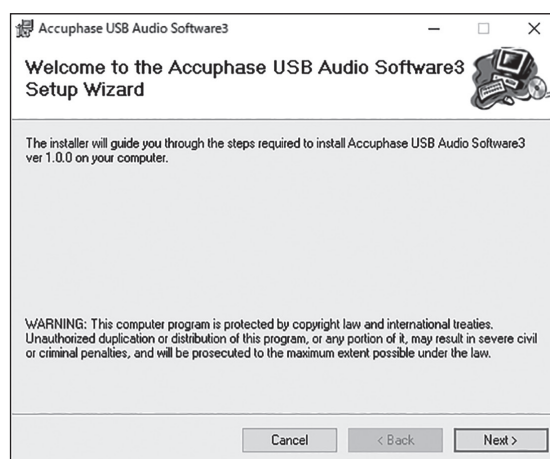 Accuphase USB Audio Software3
Welcome to the Accuphase USB Audio Software3
Setup Wizard
The installer will guide you through the steps required to install Accuphase USB Audio Software3
ver 1.0.0 on your computer.
WARNING: This computer program is protected by copyright law and international treaties.
Unauthorized duplication or distribution of this program, or any portion of it, may result in severe civil
or criminal penalties, and will be prosecuted to the maximum extent possible under the law.
Cancel < Back Next >